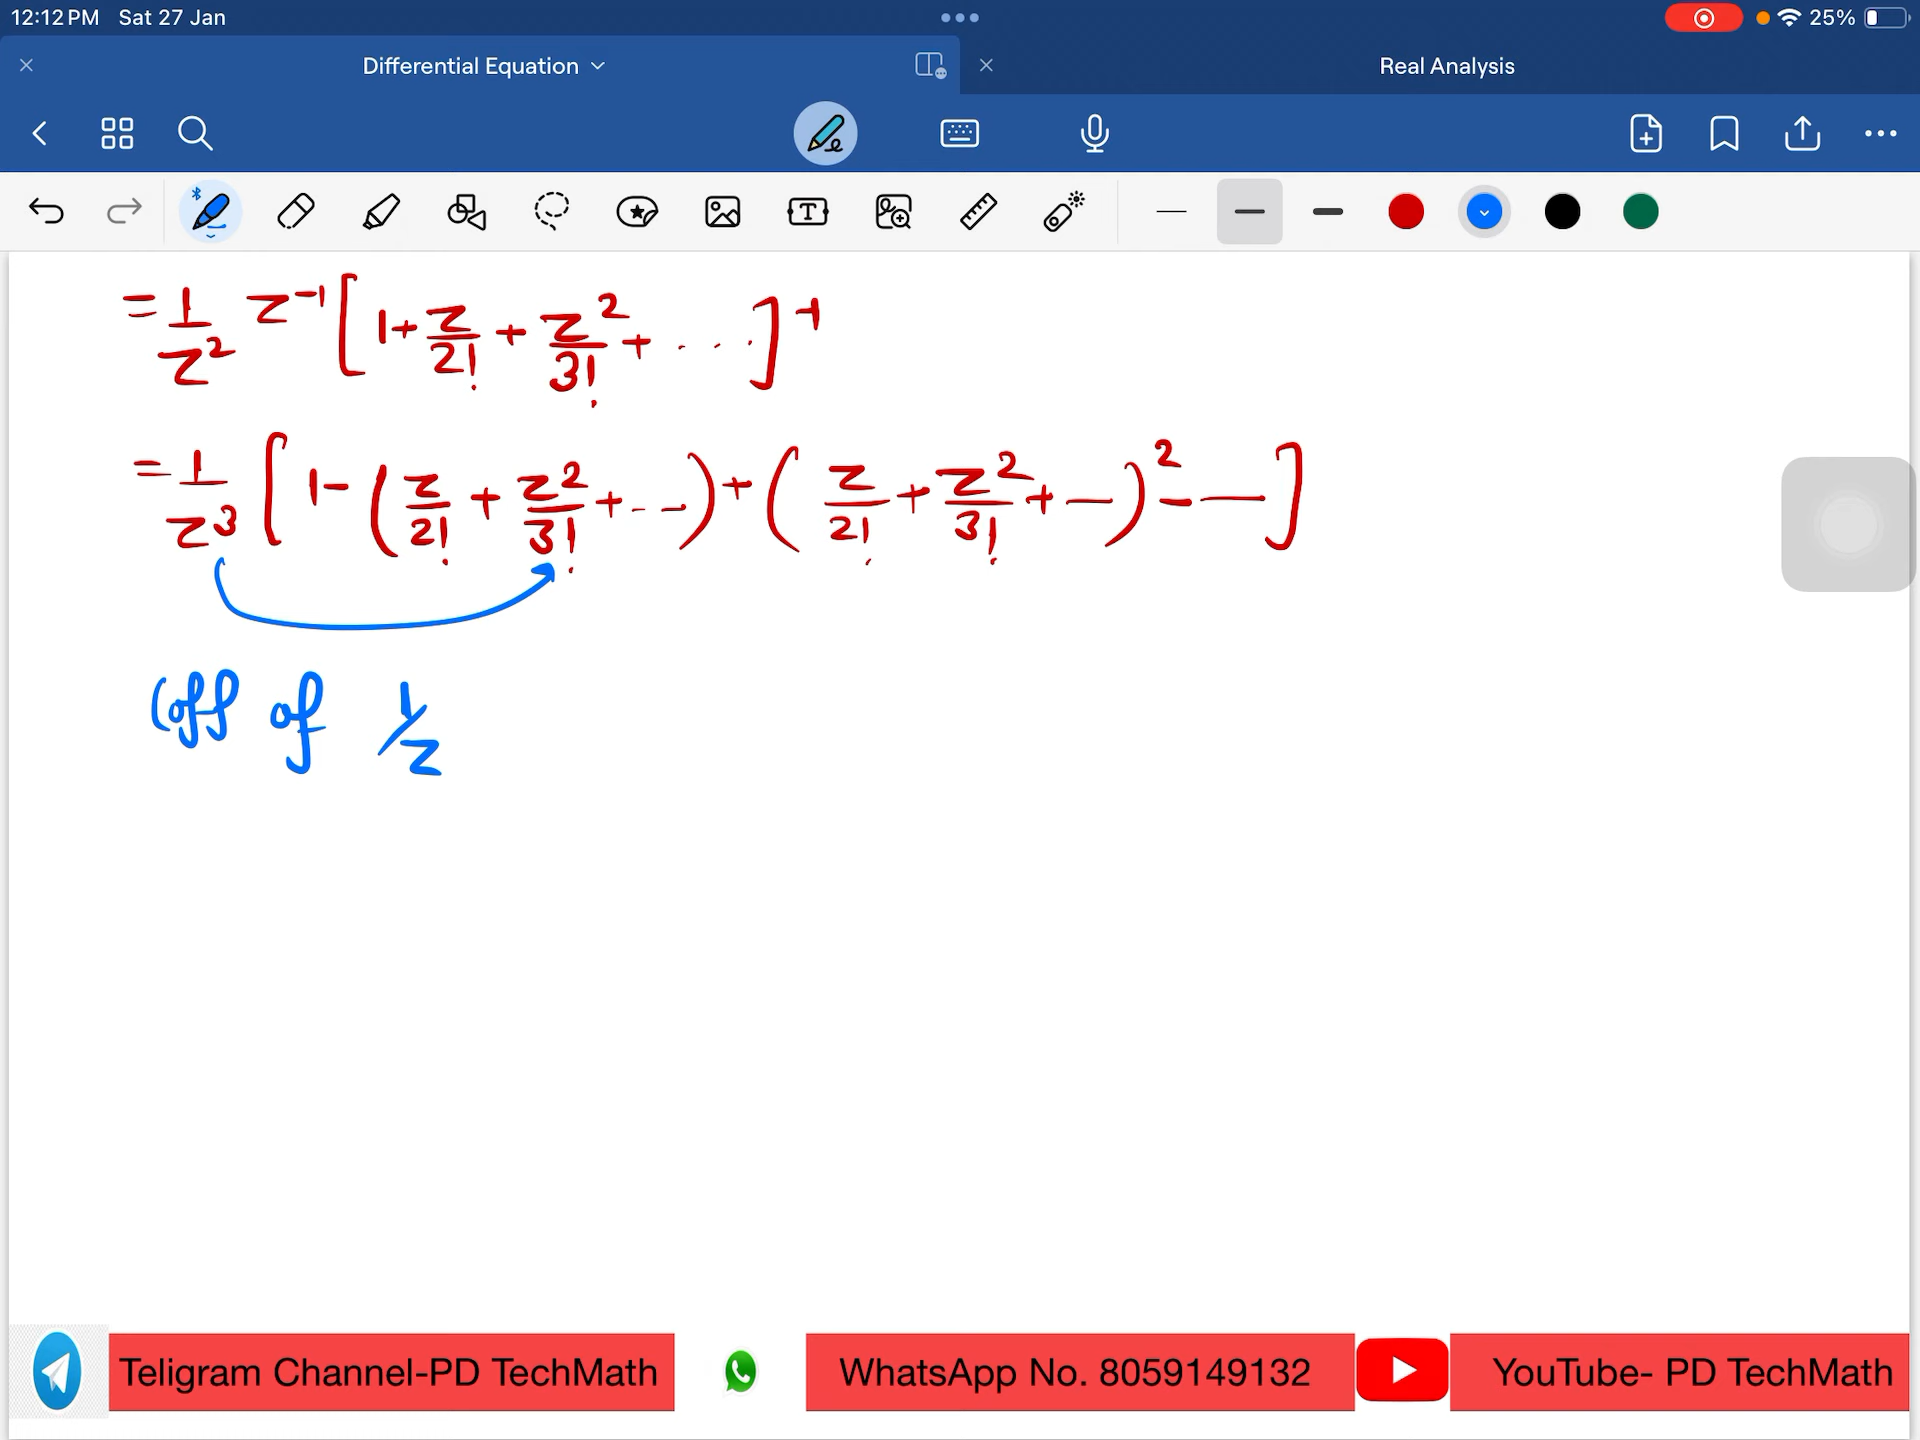 12:12 PM Sat 27 Jan
25%
Differential Equation
Real Analysis
= 1/z² z⁻¹ [1 + z/2! + z²/3! + ...]⁻¹
= 1/z³ [1 - (z/2! + z²/3! + ---) + (z/2! + z²/3! + —)² - —]
Coff of 1/z
Teligram Channel-PD TechMath
WhatsApp No. 8059149132
YouTube- PD TechMath